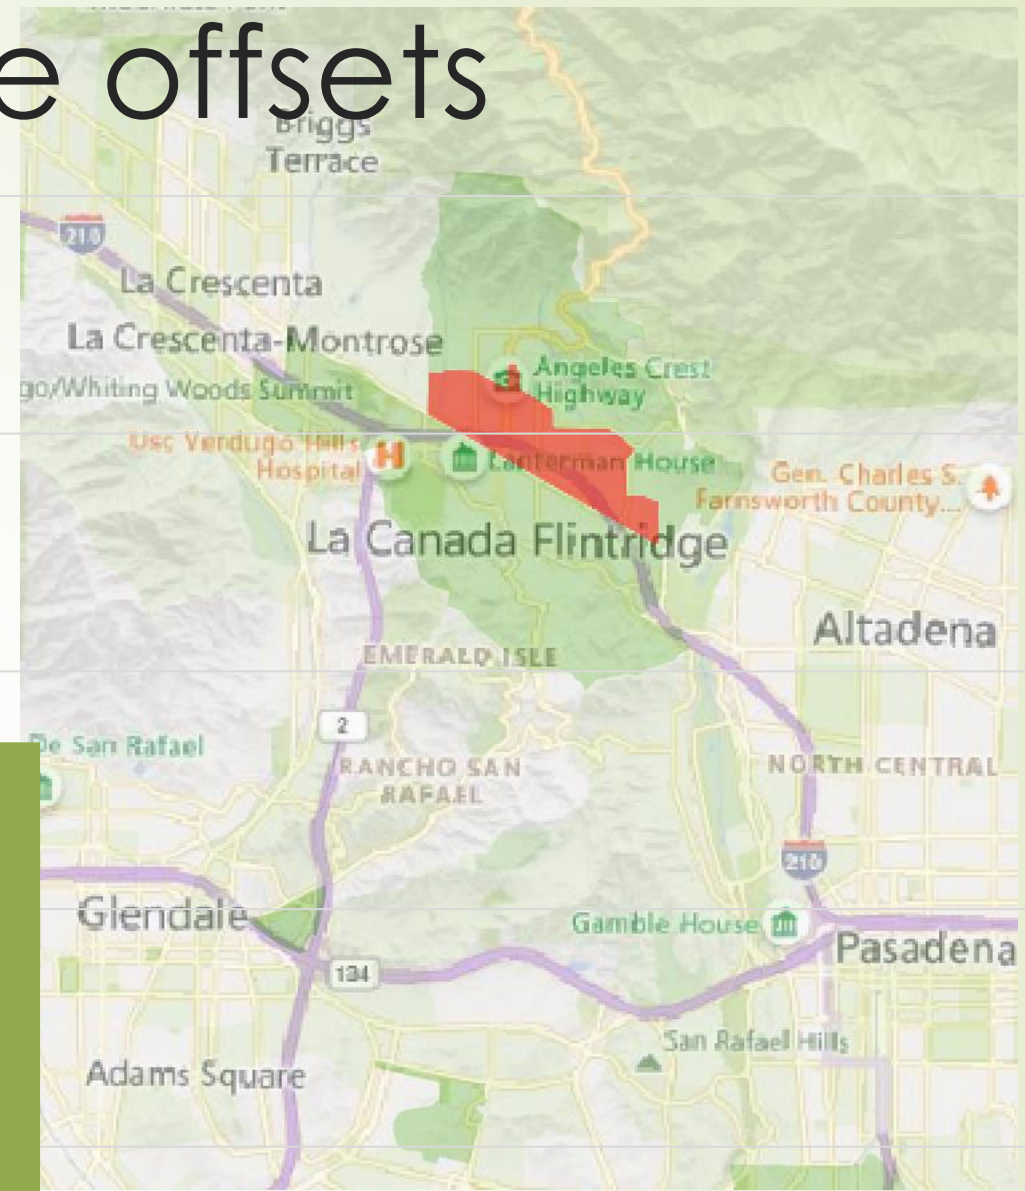 e offsets
Briggs
Terrace
210
La Crescenta
La Crescenta-Montrose
go/Whiting Woods Summit
Angeles Crest
Highway
Usc Verdugo Hills
Hospital
Lanterman House
Gen. Charles S.
Farnsworth County...
La Canada Flintridge
Altadena
EMERALD ISLE
2
De San Rafael
RANCHO SAN
RAFAEL
NORTH CENTRAL
210
Glendale
Gamble House
Pasadena
134
San Rafael Hills
Adams Square